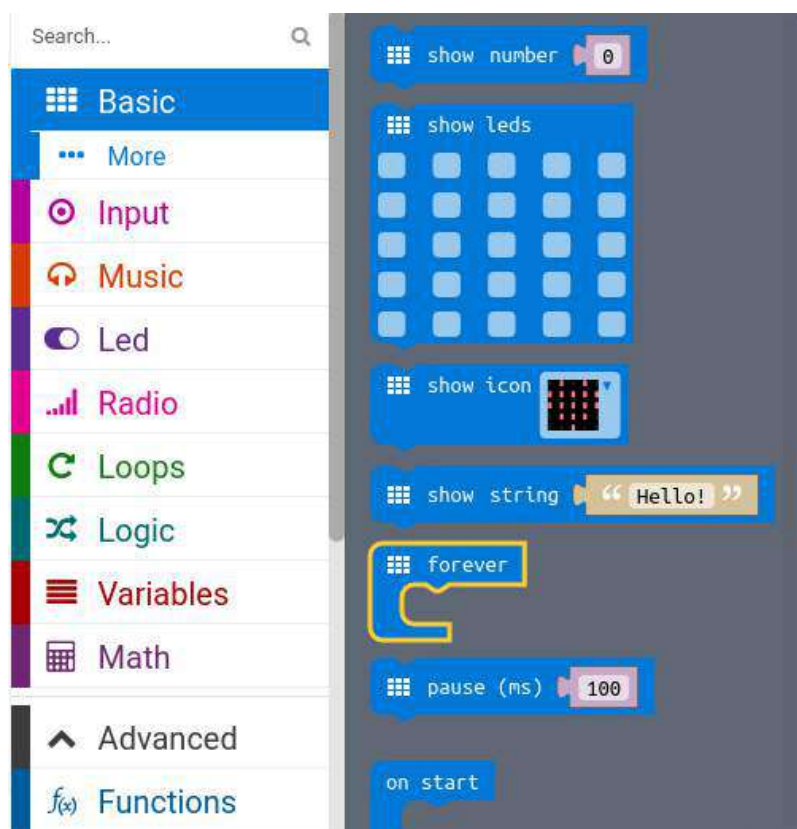 Search...
Basic
More
Input
Music
Led
Radio
Loops
Logic
Variables
Math
Advanced
f(x) Functions
show number 0
show leds
show icon
show string “ Hello! ”
forever
pause (ms) 100
on start